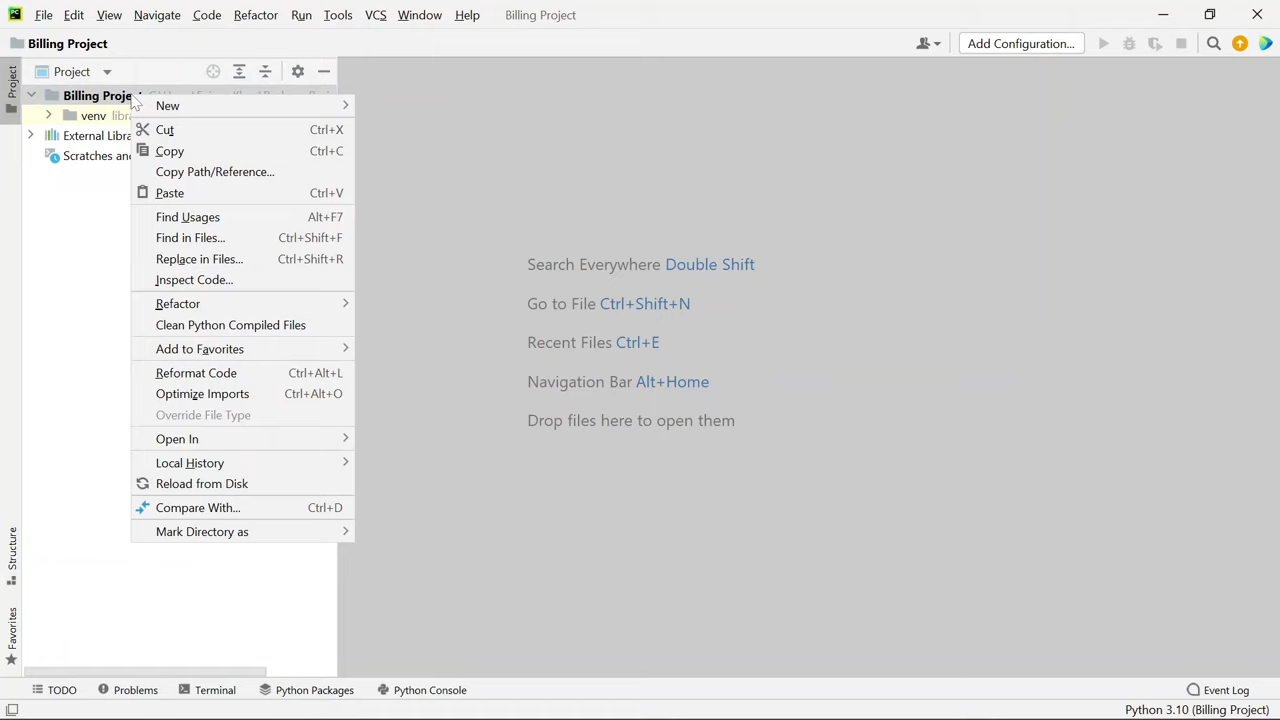 PC File Edit View Navigate Code Refactor Run Tools VCS Window Help Billing Project
Billing Project
Add Configuration...
Project
Project
Billing Proje
venv
External Libra
Scratches an
New
Cut Ctrl+X
Copy Ctrl+C
Copy Path/Reference...
Paste Ctrl+V
Find Usages Alt+F7
Find in Files... Ctrl+Shift+F
Replace in Files... Ctrl+Shift+R
Inspect Code...
Refactor
Clean Python Compiled Files
Add to Favorites
Reformat Code Ctrl+Alt+L
Optimize Imports Ctrl+Alt+O
Override File Type
Open In
Local History
Reload from Disk
Compare With... Ctrl+D
Mark Directory as
Search Everywhere Double Shift
Go to File Ctrl+Shift+N
Recent Files Ctrl+E
Navigation Bar Alt+Home
Drop files here to open them
Structure
Favorites
TODO Problems Terminal Python Packages Python Console Event Log
Python 3.10 (Billing Project)